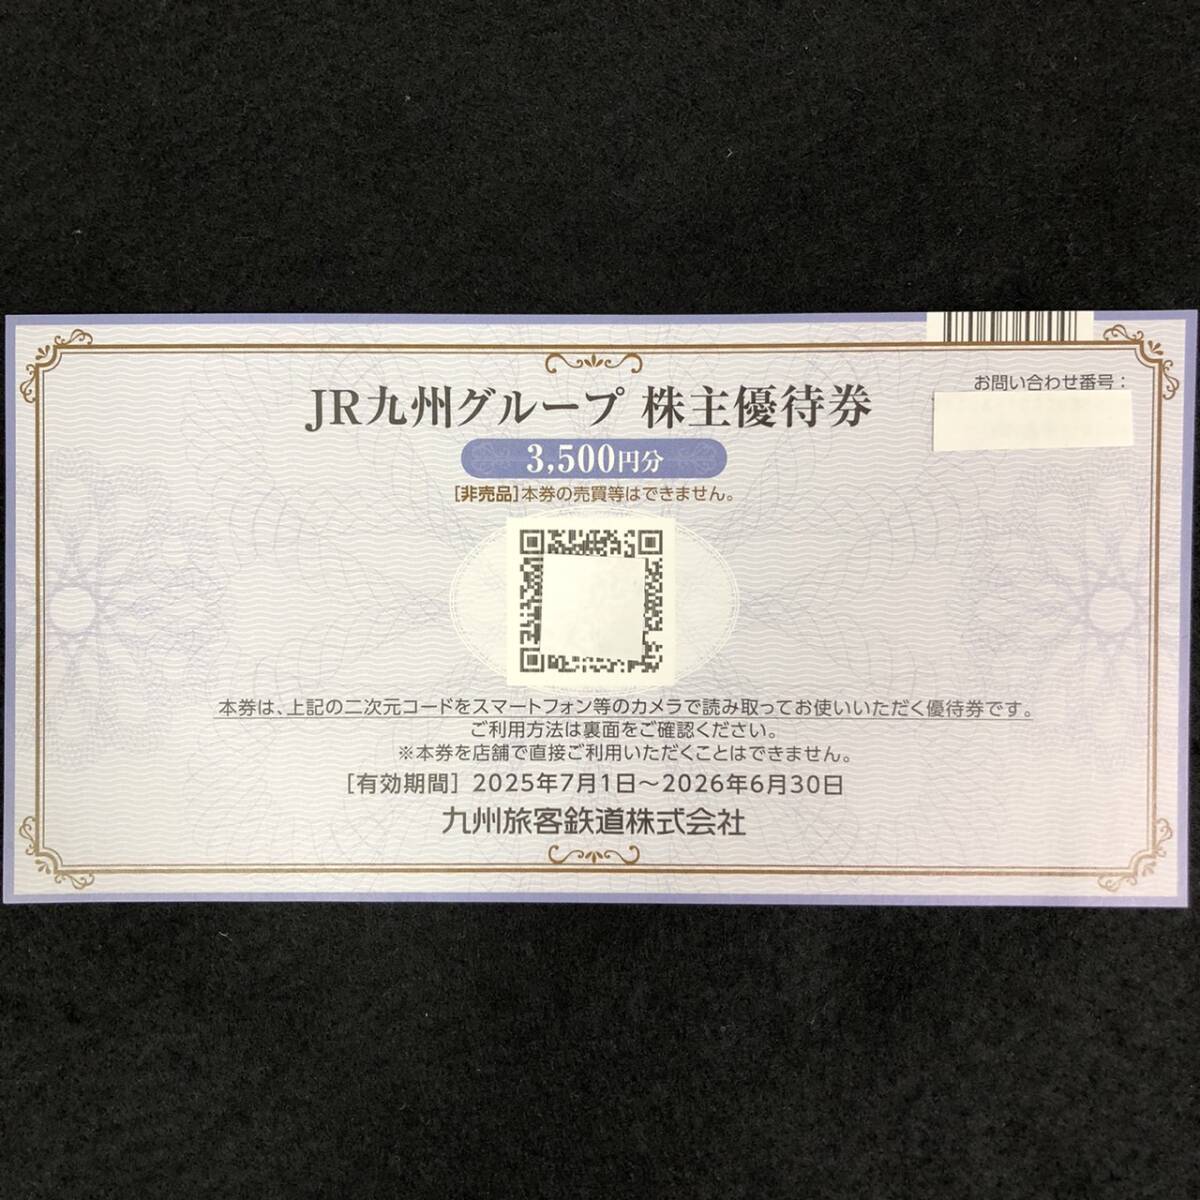 お問い合わせ番号：
JR九州グループ 株主優待券
3,500円分
［非売品］本券の売買等はできません。
本券は、上記の二次元コードをスマートフォン等のカメラで読み取ってお使いいただく優待券です。
ご利用方法は裏面をご確認ください。
※本券を店舗で直接ご利用いただくことはできません。
［有効期間］2025年7月1日～2026年6月30日
九州旅客鉄道株式会社